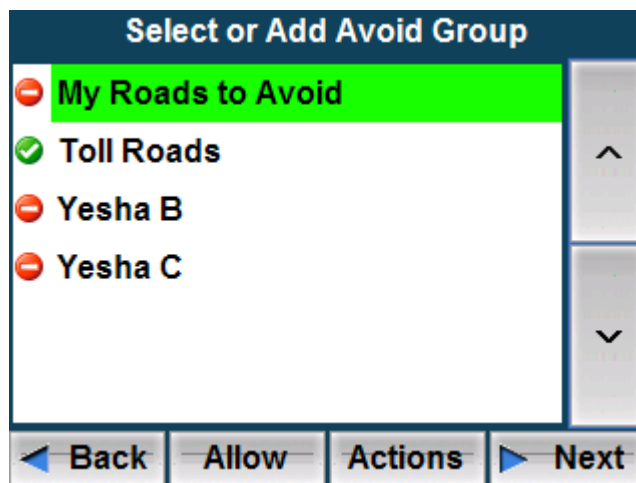 Select or Add Avoid Group
My Roads to Avoid
Toll Roads
Yesha B
Yesha C
Back Allow Actions Next